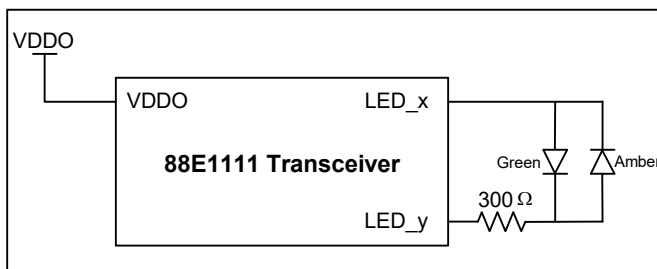 VDDO
VDDO LED_x
88E1111 Transceiver
Green Amber
300 Ω
LED_y